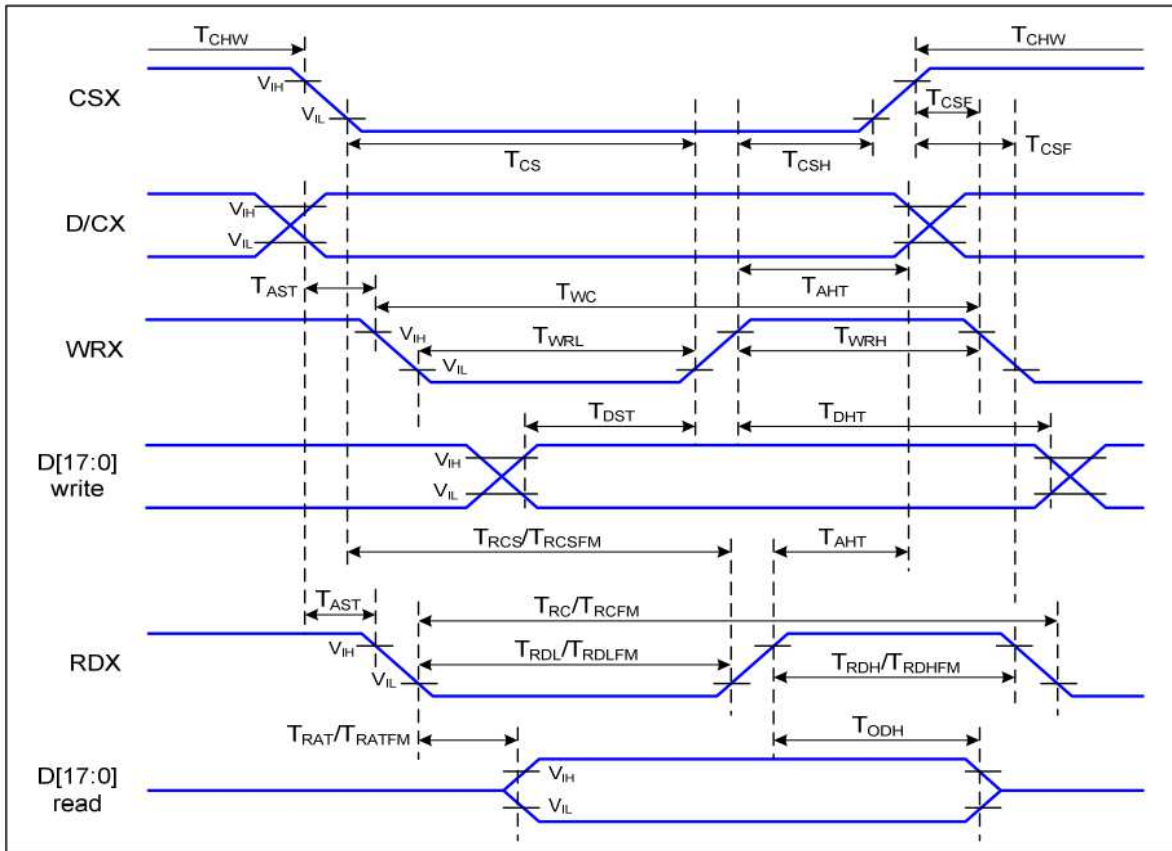 TCHW TCHW
CSX
VIH
VIL
TCSF
TCS TCSH TCSF
D/CX
VIH
VIL
TAST TWC TAHT
WRX
VIH
VIL
TWRL TWRH
TDST TDHT
D[17:0]
write
VIH
VIL
TRCS/TRCSFM TAHT
TAST TRC/TRCFM
RDX
VIH
VIL
TRDL/TRDLFM TRDH/TRDHFM
TRAT/TRATFM TODH
D[17:0]
read
VIH
VIL